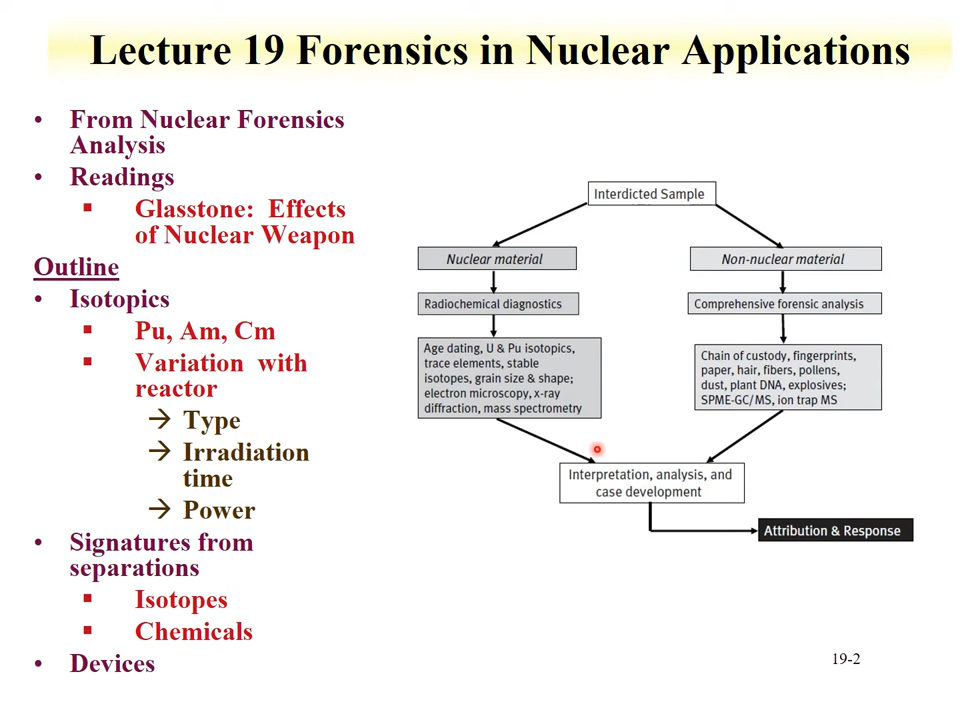 Lecture 19 Forensics in Nuclear Applications
• From Nuclear Forensics
Analysis
• Readings
▪ Glasstone: Effects
of Nuclear Weapon
Outline
• Isotopics
▪ Pu, Am, Cm
▪ Variation with
reactor
→ Type
→ Irradiation
time
→ Power
• Signatures from
separations
▪ Isotopes
▪ Chemicals
• Devices
Interdicted Sample
Nuclear material
Radiochemical diagnostics
Age dating, U & Pu isotopics,
trace elements, stable
isotopes, grain size & shape;
electron microscopy, x-ray
diffraction, mass spectrometry
Non-nuclear material
Comprehensive forensic analysis
Chain of custody, fingerprints,
paper, hair, fibers, pollens,
dust, plant DNA, explosives;
SPME-GC/MS, ion trap MS
Interpretation, analysis, and
case development
Attribution & Response
19-2